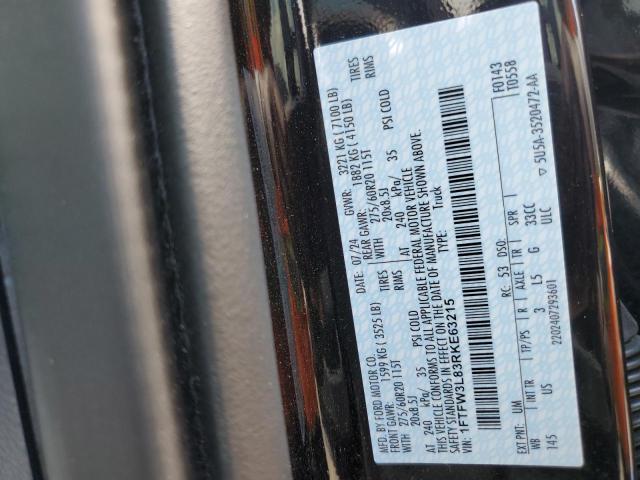 MFD. BY FORD MOTOR CO.
DATE: 07/24 GVWR: 3221 KG ( 7100 LB)
FRONT GAWR: 1599 KG ( 3525 LB) REAR GAWR: 1882 KG ( 4150 LB)
275/60R20 115T TIRES WITH 275/60R20 115T TIRES
20x8.5J RIMS 20x8.5J RIMS
AT 240 kPa/ 35 PSI COLD AT 240 kPa/ 35 PSI COLD
THIS VEHICLE CONFORMS TO ALL APPLICABLE FEDERAL MOTOR VEHICLE
SAFETY STANDARDS IN EFFECT ON THE DATE OF MANUFACTURE SHOWN ABOVE.
VIN: 1FTFW3LB3RKE63215 TYPE: Truck
F0143
T0558
EXT PNT: UM RC: 53 DSO:
WB INT TR TP/PS R AXLE TR SPR
145 US 3 L5 G 33CC
ULC
2202407293601 5U5A-3520472-AA